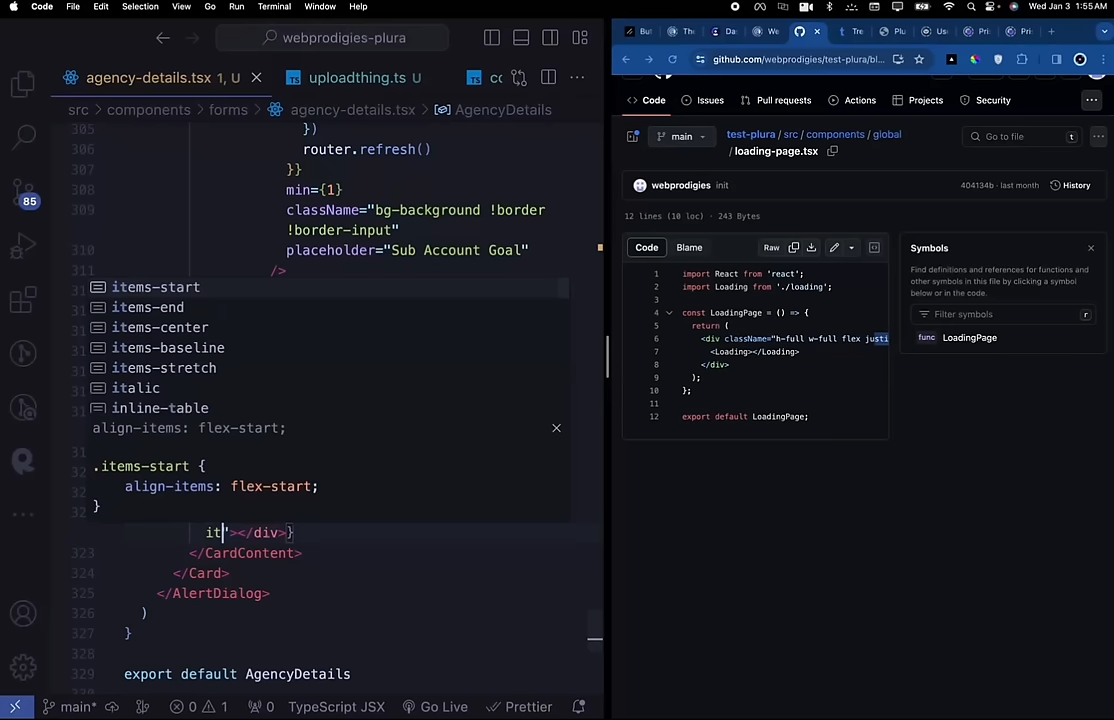 Code File Edit Selection View Go Run Terminal Window Help
Wed Jan 3 1:55 AM
webprodigies-plura
agency-details.tsx 1, U
uploadthing.ts U
src > components > forms > agency-details.tsx > AgencyDetails
305 })
306 router.refresh()
307 }}
308 min={1}
309 className="bg-background !border
!border-input"
310 placeholder="Sub Account Goal"
311 />
items-start
items-end
items-center
items-baseline
items-stretch
italic
inline-table
align-items: flex-start;
.items-start {
align-items: flex-start;
}
it"></div>}
323 </CardContent>
324 </Card>
325 </AlertDialog>
326 )
327 }
328
329 export default AgencyDetails
85
main* 0 1 0 TypeScript JSX Go Live Prettier
github.com/webprodigies/test-plura/bl...
Code Issues Pull requests Actions Projects Security
main
test-plura / src / components / global
/ loading-page.tsx
Go to file t
webprodigies init
404134b · last month History
12 lines (10 loc) · 243 Bytes
Code Blame Raw
1 import React from 'react';
2 import Loading from './loading';
3
4 const LoadingPage = () => {
5 return (
6 <div className="h-full w-full flex justi
7 <Loading></Loading>
8 </div>
9 );
10 };
11
12 export default LoadingPage;
Symbols
Find definitions and references for functions and
other symbols in this file by clicking a symbol
below or in the code.
Filter symbols r
func LoadingPage